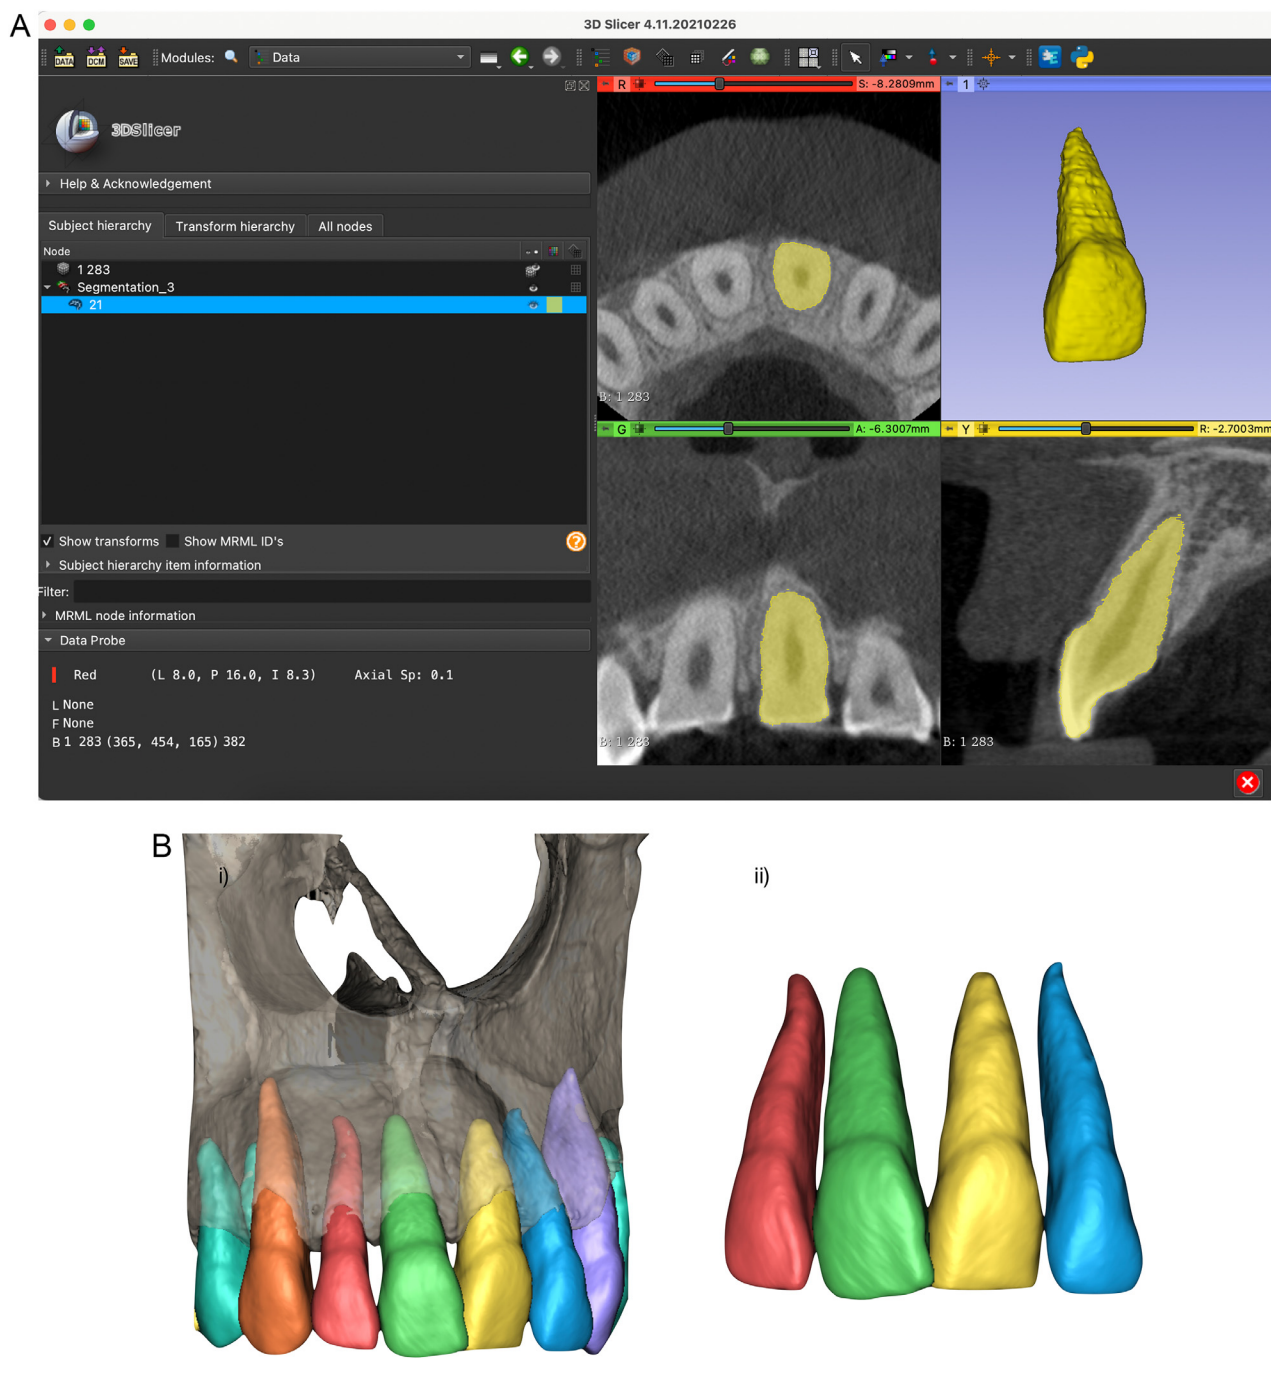 A
3D Slicer 4.11.20210226
DATA DCM SAVE Modules: Data
3DSlicer
Help & Acknowledgement
Subject hierarchy Transform hierarchy All nodes
Node
1 283
Segmentation_3
21
Show transforms Show MRML ID's
Subject hierarchy item information
Filter:
MRML node information
Data Probe
Red (L 8.0, P 16.0, I 8.3) Axial Sp: 0.1
L None
F None
B 1 283 (365, 454, 165) 382
R S: -8.2809mm
B: 1 283
1
G A: -6.3007mm
B: 1 283
Y R: -2.7003mm
B: 1 283
B
i)
ii)